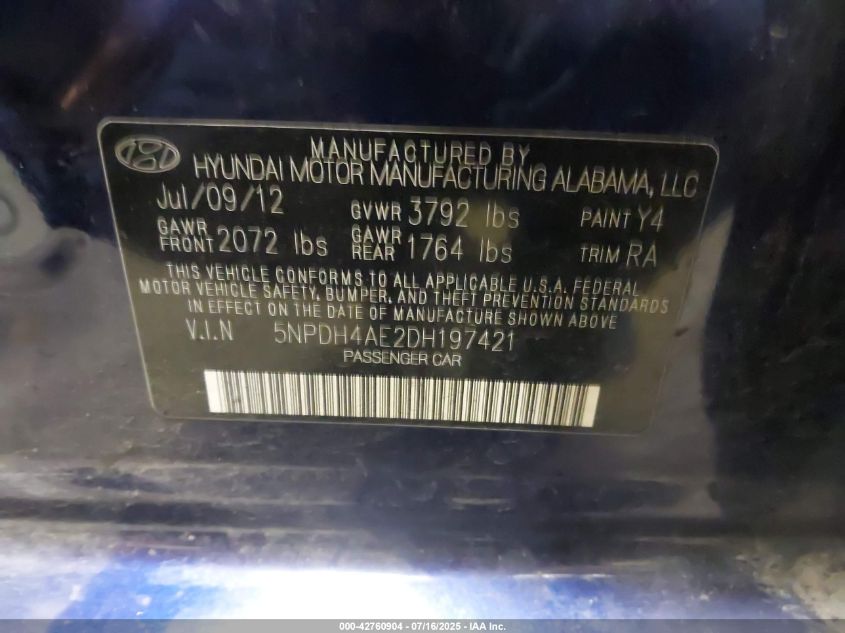 MANUFACTURED BY
HYUNDAI MOTOR MANUFACTURING ALABAMA, LLC
Jul/09/12 GVWR 3792 lbs PAINT Y4
GAWR FRONT 2072 lbs GAWR REAR 1764 lbs TRIM RA
THIS VEHICLE CONFORMS TO ALL APPLICABLE U.S.A. FEDERAL
MOTOR VEHICLE SAFETY, BUMPER, AND THEFT PREVENTION STANDARDS
IN EFFECT ON THE DATE OF MANUFACTURE SHOWN ABOVE
V.I.N 5NPDH4AE2DH197421
PASSENGER CAR
000-42760904 - 07/16/2025 - IAA Inc.